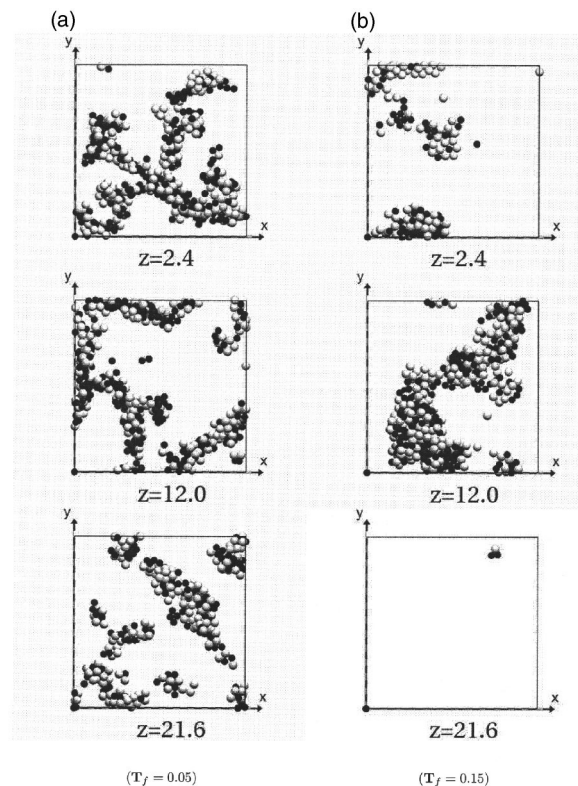 (a) (b)
y y
x x
z=2.4 z=2.4
y y
x x
z=12.0 z=12.0
y y
x x
z=21.6 z=21.6
(T_f = 0.05) (T_f = 0.15)